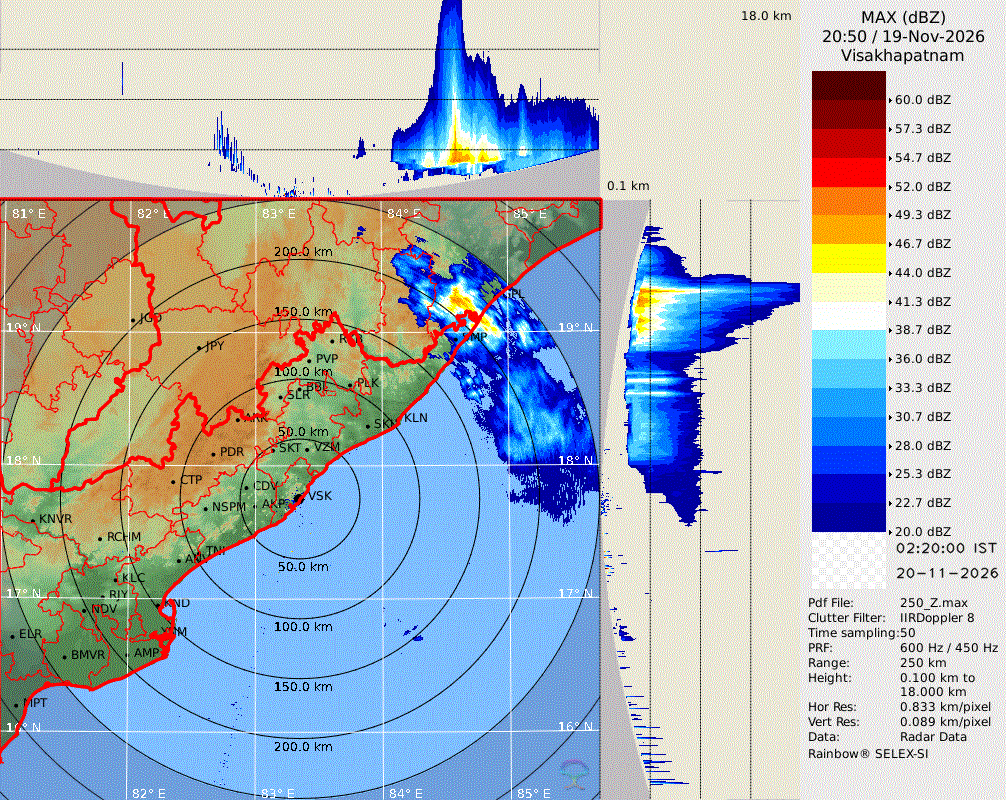 18.0 km
0.1 km
MAX (dBZ)
20:50 / 19-Nov-2026
Visakhapatnam
60.0 dBZ
57.3 dBZ
54.7 dBZ
52.0 dBZ
49.3 dBZ
46.7 dBZ
44.0 dBZ
41.3 dBZ
38.7 dBZ
36.0 dBZ
33.3 dBZ
30.7 dBZ
28.0 dBZ
25.3 dBZ
22.7 dBZ
20.0 dBZ
02:20:00 IST
20-11-2026
Pdf File: 250_Z.max
Clutter Filter: IIRDoppler 8
Time sampling:50
PRF: 600 Hz / 450 Hz
Range: 250 km
Height: 0.100 km to
18.000 km
Hor Res: 0.833 km/pixel
Vert Res: 0.089 km/pixel
Data: Radar Data
Rainbow® SELEX-SI
81° E 82° E 83° E 84° E 85° E
200.0 km
150.0 km
19° N 19° N
JGD
JPY
PVP
100.0 km
BBL
PLK
SLR
SKL
KLN
50.0 km
SKT
VZM
PDR
18° N 18° N
CTP
CDV
VSK
NSPM
AKP
KNVR
RCHM
TNI
ANV
50.0 km
KLC
RJY
17° N 17° N
NDV
KND
100.0 km
ELR
BMVR
AMP
150.0 km
MPT
16° N 16° N
200.0 km
82° E 83° E 84° E 85° E